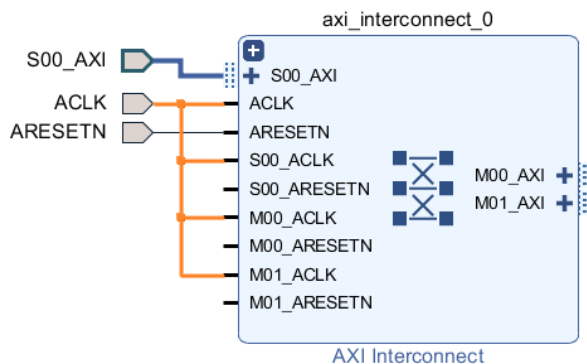 axi_interconnect_0
S00_AXI
ACLK
ARESETN
S00_AXI
ACLK
ARESETN
S00_ACLK
S00_ARESETN
M00_ACLK
M00_ARESETN
M01_ACLK
M01_ARESETN
M00_AXI
M01_AXI
AXI Interconnect